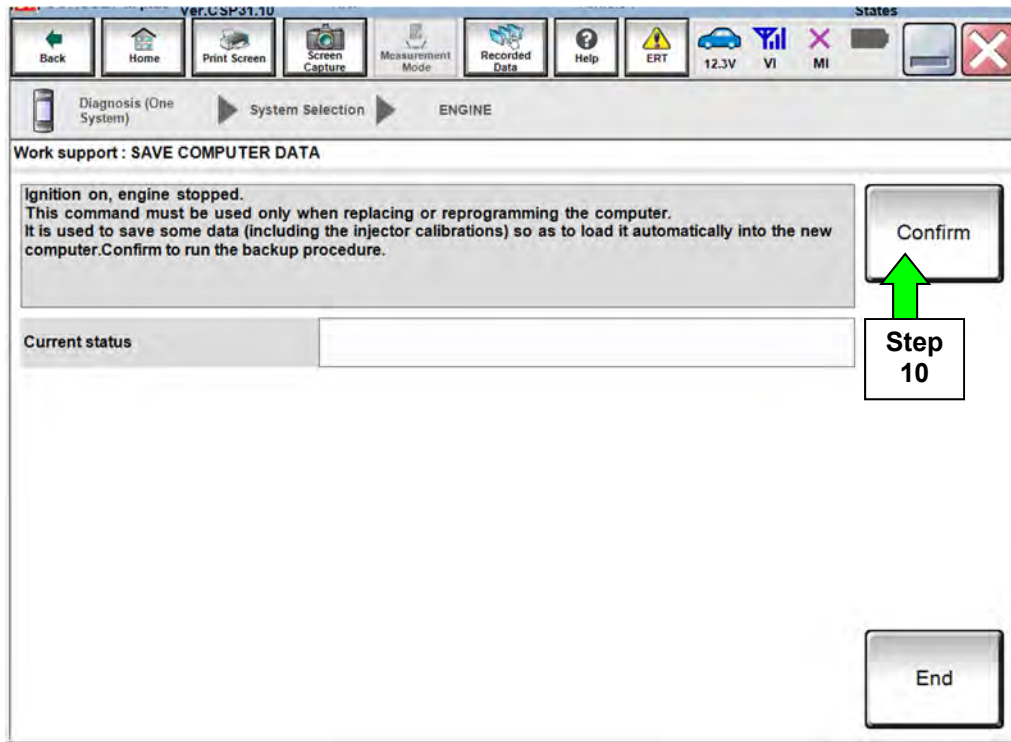 Ver.CSP31.10
States
Back
Home
Print Screen
Screen
Capture
Measurement
Mode
Recorded
Data
Help
ERT
12.3V
VI
MI
Diagnosis (One
System)
System Selection
ENGINE
Work support : SAVE COMPUTER DATA
Ignition on, engine stopped.
This command must be used only when replacing or reprogramming the computer.
It is used to save some data (including the injector calibrations) so as to load it automatically into the new
computer.Confirm to run the backup procedure.
Confirm
Current status
Step
10
End